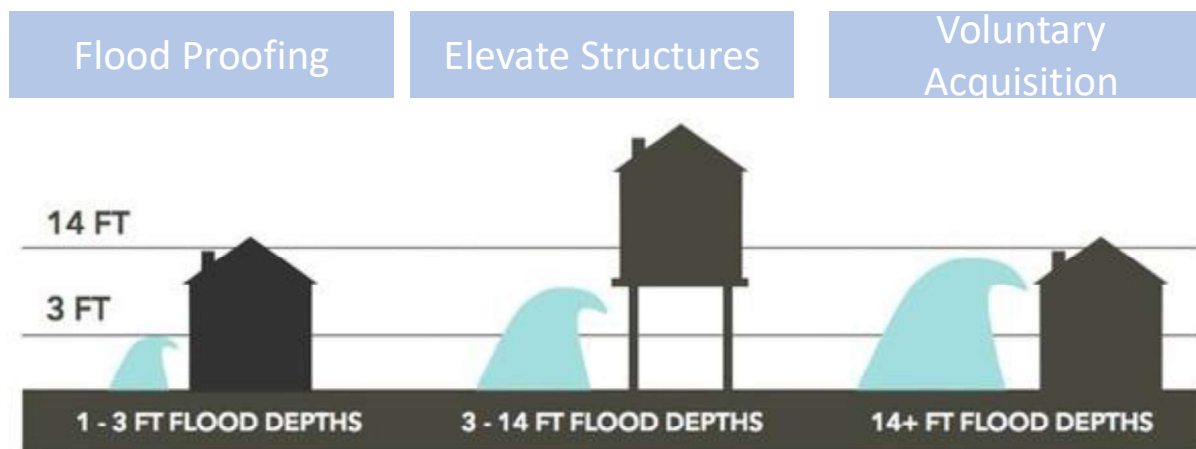 Flood Proofing
Elevate Structures
Voluntary
Acquisition
14 FT
3 FT
1 - 3 FT FLOOD DEPTHS
3 - 14 FT FLOOD DEPTHS
14+ FT FLOOD DEPTHS